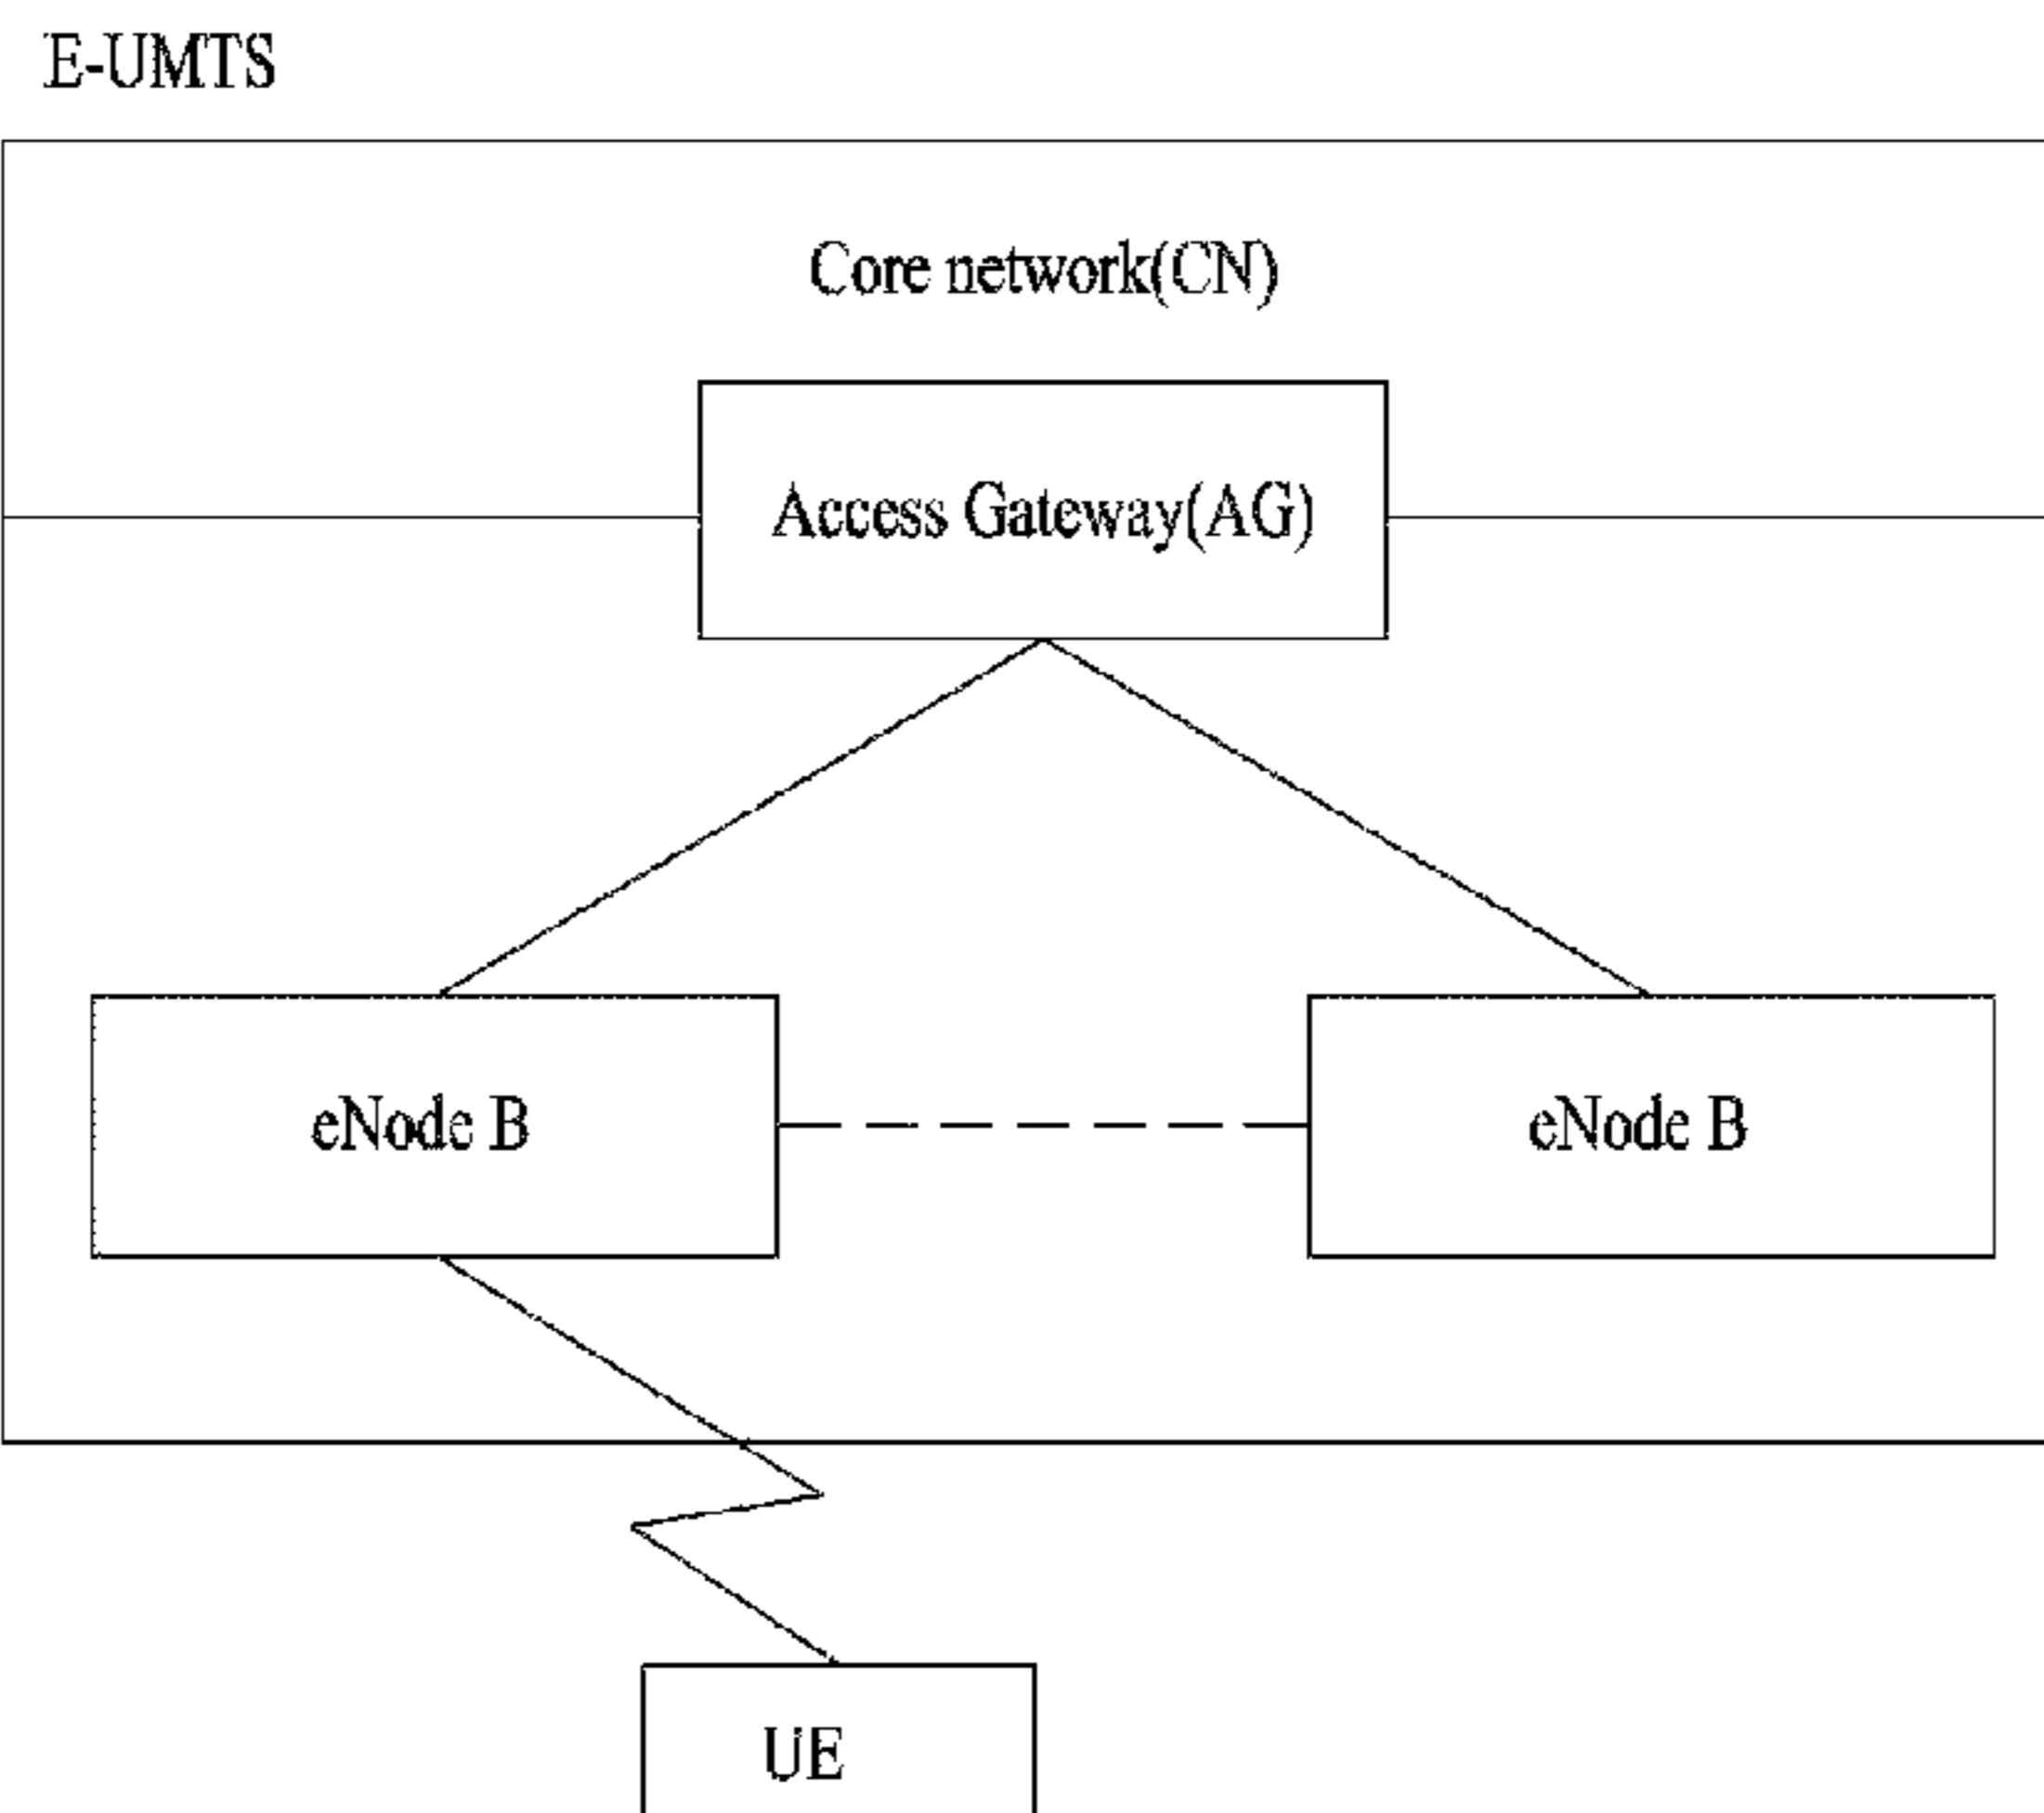 E-UMTS
Core network(CN)
Access Gateway(AG)
eNode B
eNode B
UE